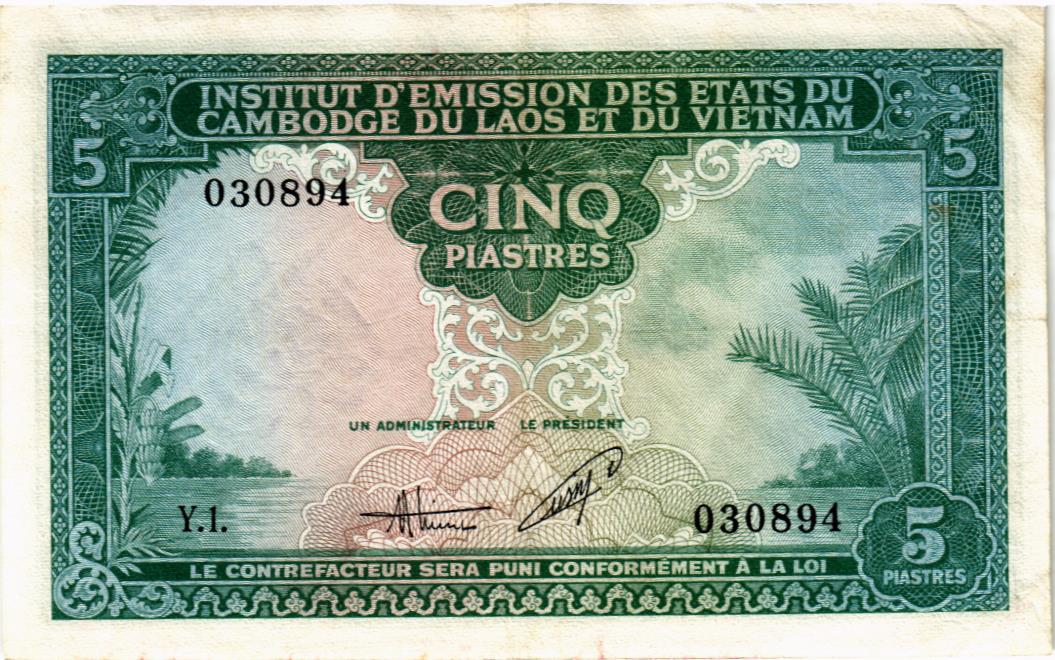 INSTITUT D'EMISSION DES ETATS DU
CAMBODGE DU LAOS ET DU VIETNAM
5
5
030894
CINQ
PIASTRES
UN ADMINISTRATEUR LE PRÉSIDENT
Y.1.
030894
5
PIASTRES
LE CONTREFACTEUR SERA PUNI CONFORMÉMENT À LA LOI